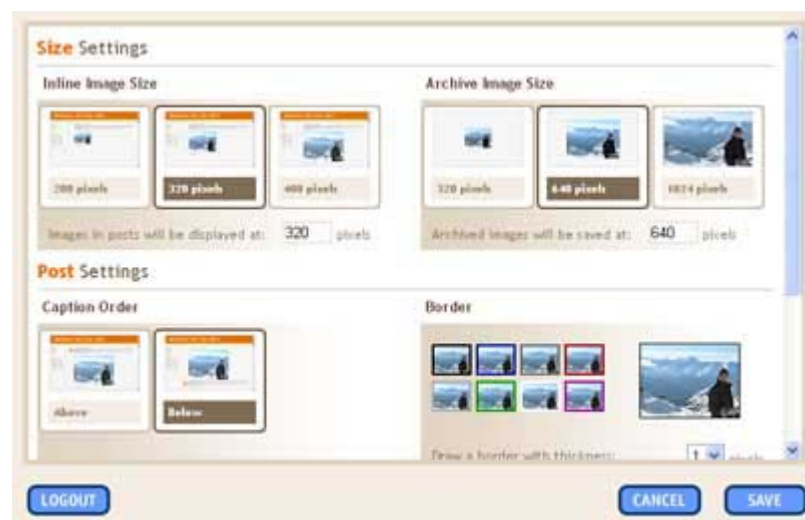 Size Settings
Inline Image Size
Archive Image Size
200 pixels
320 pixels
400 pixels
320 pixels
640 pixels
1024 pixels
Images in posts will be displayed at: 320 pixels
Archived images will be saved at: 640 pixels
Post Settings
Caption Order
Border
Above
Below
Draw a border with thickness: 1 pixels
LOGOUT
CANCEL
SAVE